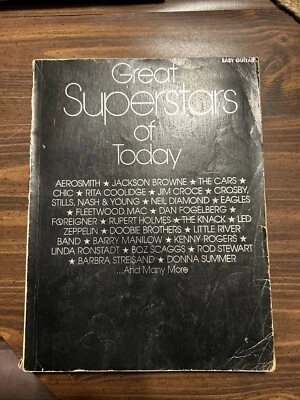 EASY GUITAR
Great
Superstars
of
Today
AEROSMITH ★ JACKSON BROWNE ★ THE CARS ★
CHIC ★ RITA COOLIDGE ★ JIM CROCE ★ CROSBY,
STILLS, NASH & YOUNG ★ NEIL DIAMOND ★ EAGLES
★ FLEETWOOD MAC ★ DAN FOGELBERG ★
FOREIGNER ★ RUPERT HOLMES ★ THE KNACK ★ LED
ZEPPELIN ★ DOOBIE BROTHERS ★ LITTLE RIVER
BAND ★ BARRY MANILOW ★ KENNY ROGERS ★
LINDA RONSTADT ★ BOZ SCAGGS ★ ROD STEWART
★ BARBRA STREISAND ★ DONNA SUMMER
...And Many More